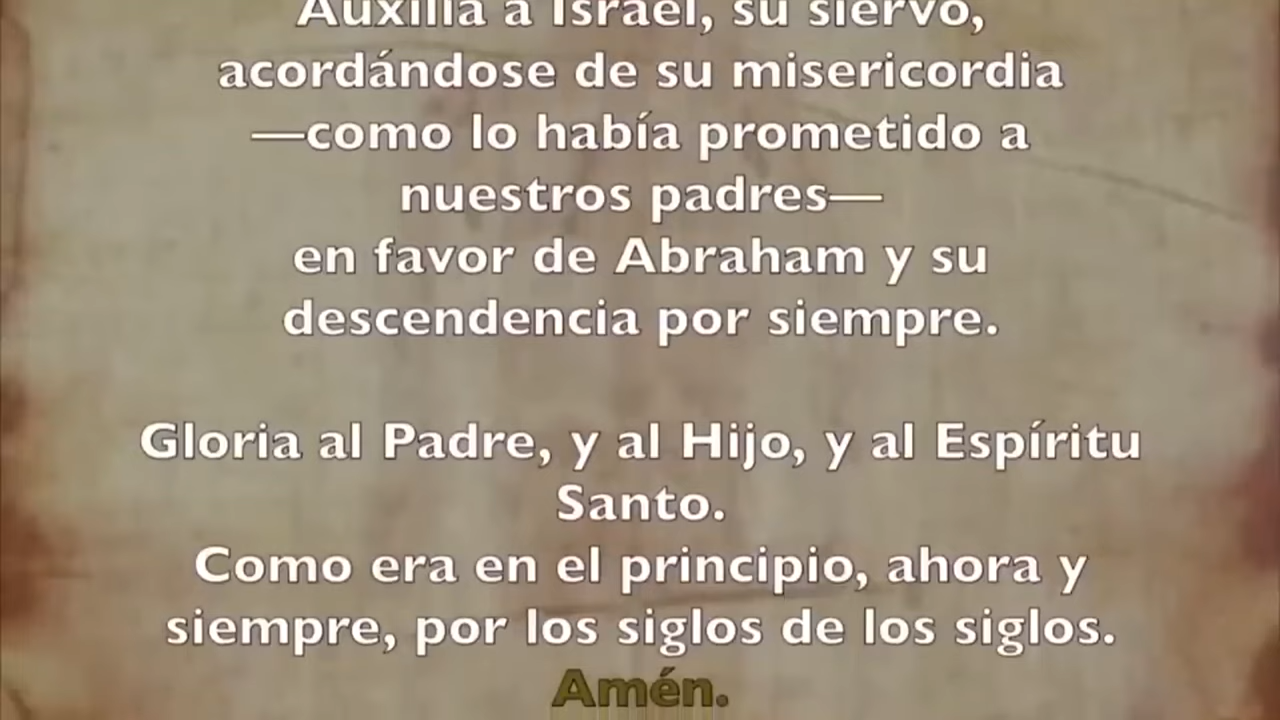 Auxilia a Israel, su siervo,
acordándose de su misericordia
—como lo había prometido a
nuestros padres—
en favor de Abraham y su
descendencia por siempre.
Gloria al Padre, y al Hijo, y al Espíritu
Santo.
Como era en el principio, ahora y
siempre, por los siglos de los siglos.
Amén.